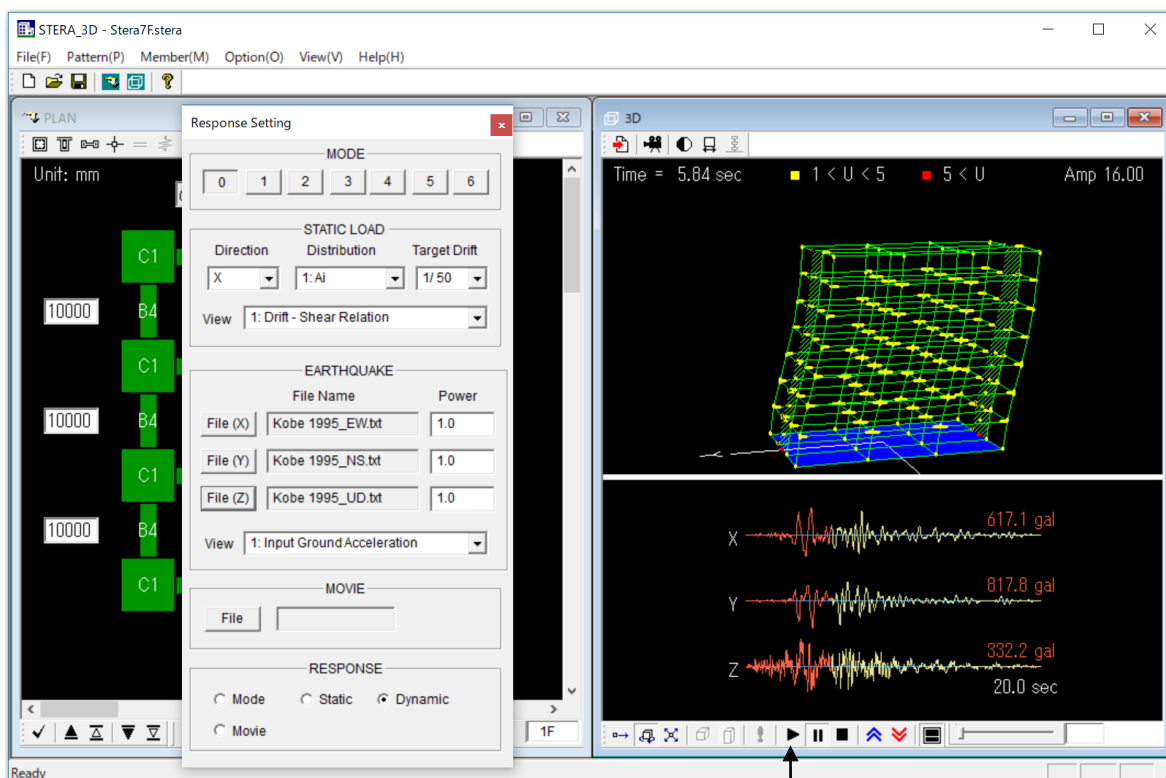 STERA_3D - Stera7F.stera
File(F) Pattern(P) Member(M) Option(O) View(V) Help(H)
PLAN
Unit: mm
C1
10000 B4
C1
10000 B4
C1
10000 B4
C1
1F
Response Setting
MODE
0 1 2 3 4 5 6
STATIC LOAD
Direction Distribution Target Drift
X 1: Ai 1/ 50
View 1: Drift - Shear Relation
EARTHQUAKE
File Name Power
File (X) Kobe 1995_EW.txt 1.0
File (Y) Kobe 1995_NS.txt 1.0
File (Z) Kobe 1995_UD.txt 1.0
View 1: Input Ground Acceleration
MOVIE
File
RESPONSE
Mode Static Dynamic
Movie
3D
Time = 5.84 sec 1 < U < 5 5 < U Amp 16.00
617.1 gal
X
817.8 gal
Y
332.2 gal
Z
20.0 sec
Ready